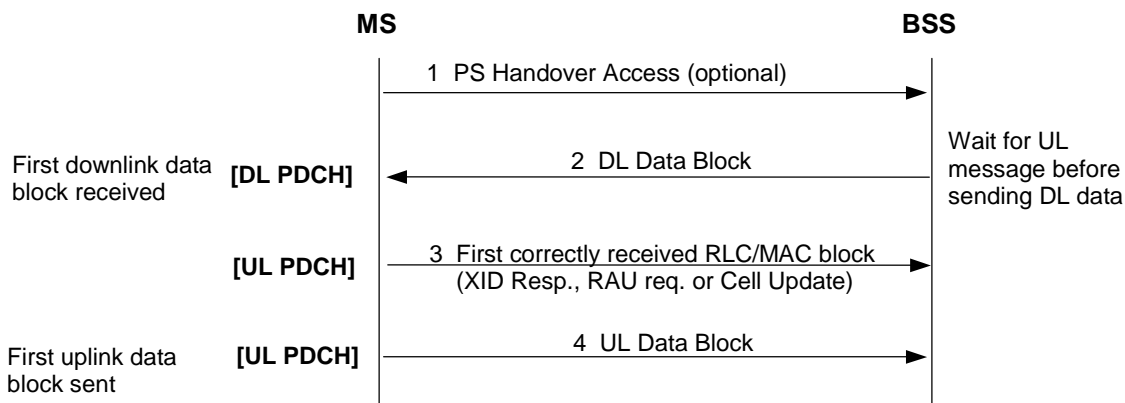 MS
BSS
1 PS Handover Access (optional)
First downlink data
block received
[DL PDCH]
2 DL Data Block
Wait for UL
message before
sending DL data
[UL PDCH]
3 First correctly received RLC/MAC block
(XID Resp., RAU req. or Cell Update)
First uplink data
block sent
[UL PDCH]
4 UL Data Block